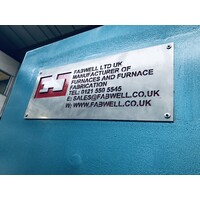 FABWELL LTD UK
MANUFACTURER OF
FURNACES AND FURNACE
FABRICATION
TEL: 0121 550 5545
E: SALES@FABWELL.CO.UK
W: WWW.FABWELL.CO.UK